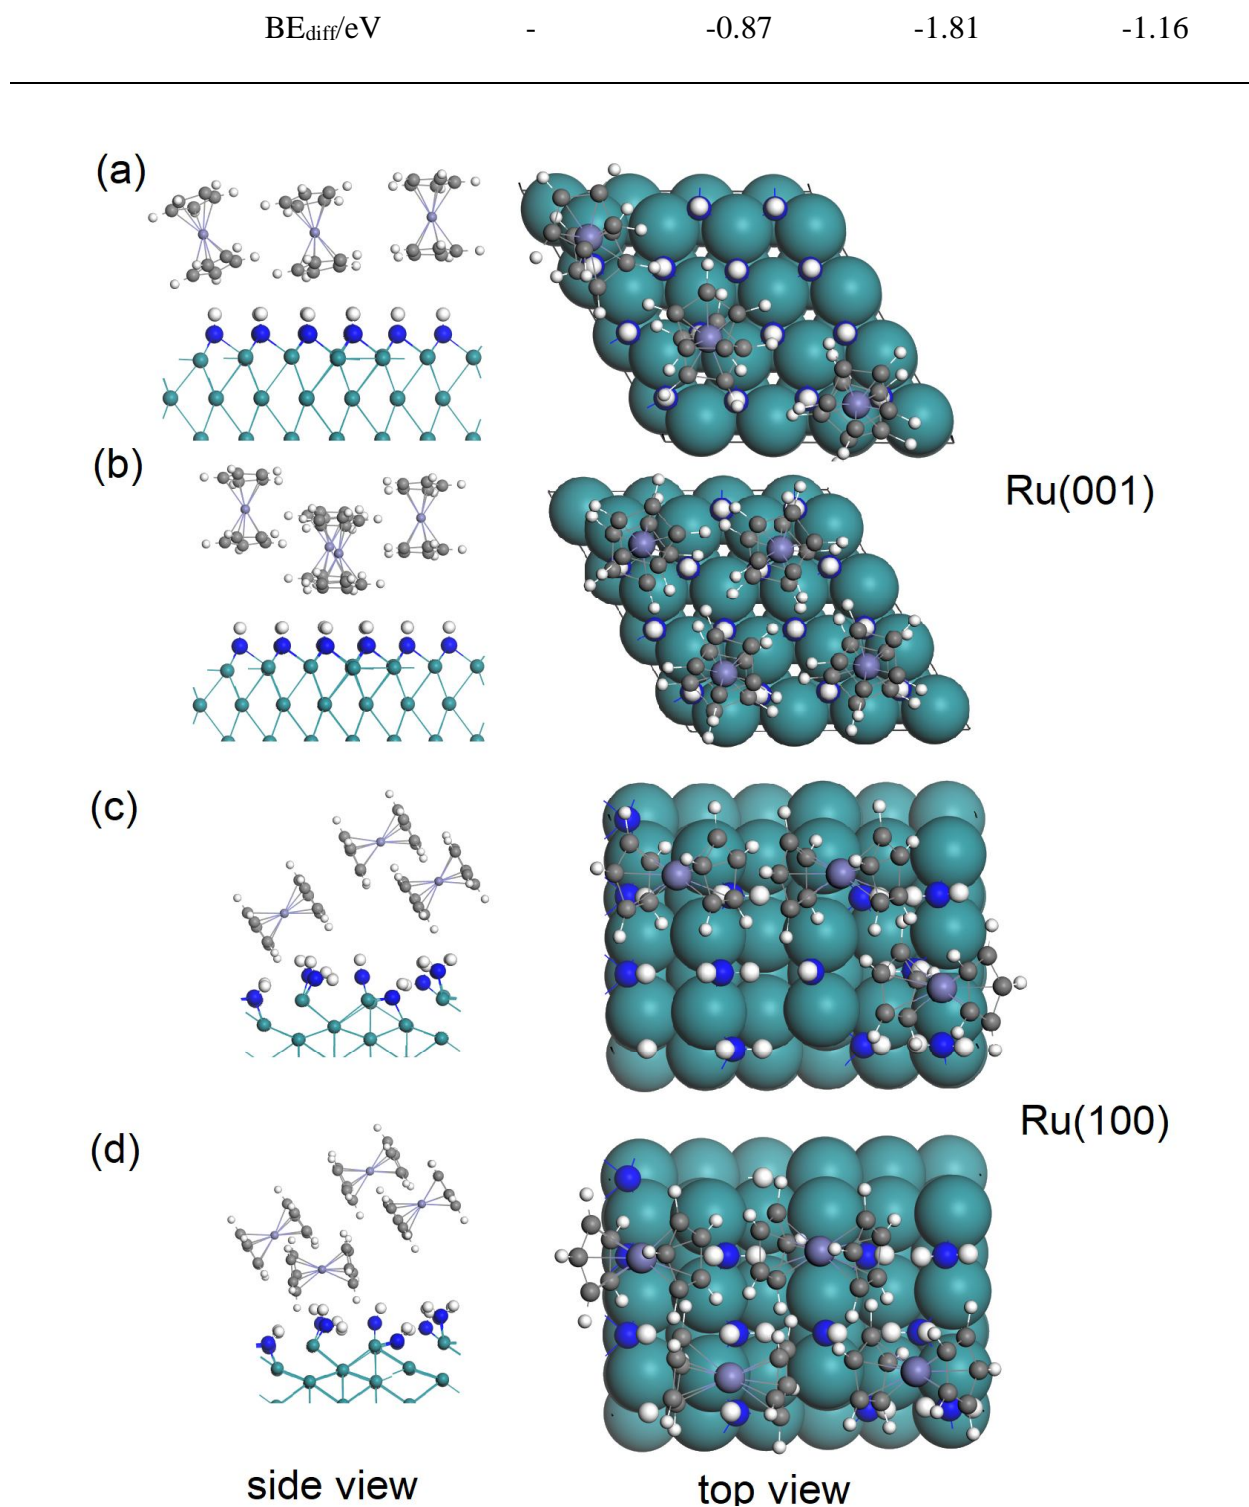 BEdiff/eV - -0.87 -1.81 -1.16
(a)
(b)
Ru(001)
(c)
Ru(100)
(d)
side view top view